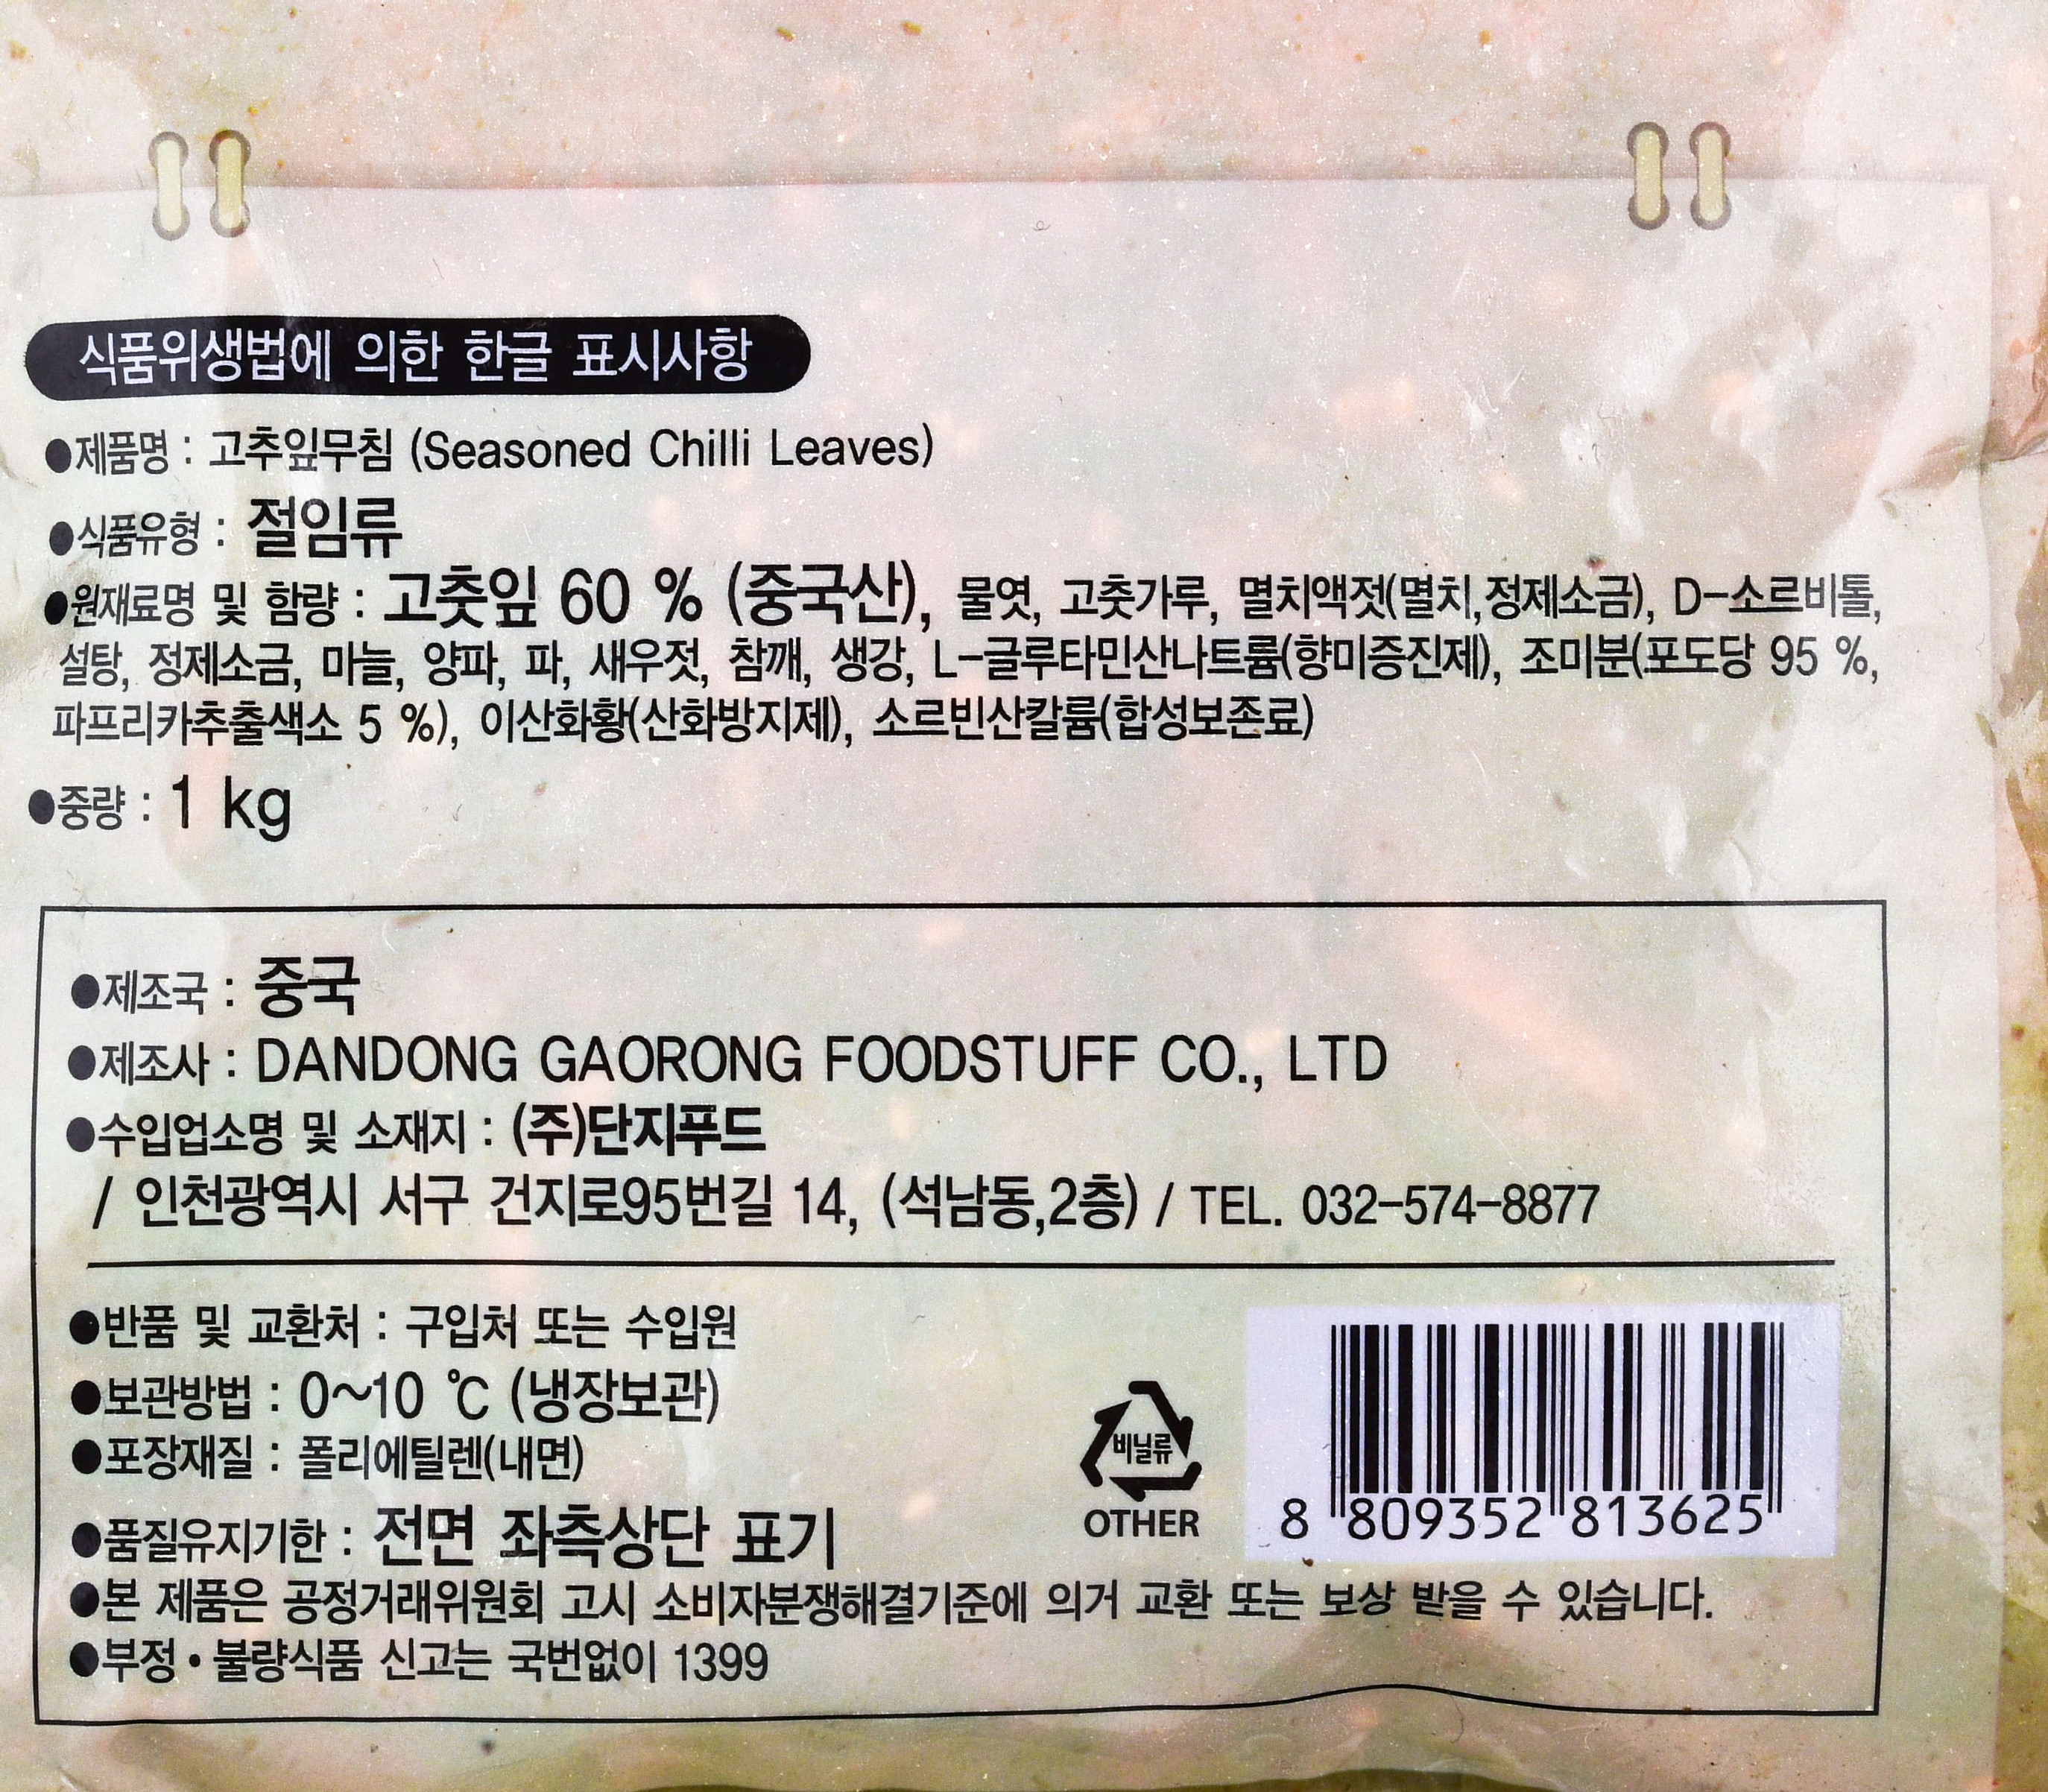 식품위생법에 의한 한글 표시사항
●제품명 : 고추잎무침 (Seasoned Chilli Leaves)
●식품유형 : 절임류
●원재료명 및 함량 : 고춧잎 60 % (중국산), 물엿, 고춧가루, 멸치액젓(멸치,정제소금), D-소르비톨,
설탕, 정제소금, 마늘, 양파, 파, 새우젓, 참깨, 생강, L-글루타민산나트륨(향미증진제), 조미분(포도당 95 %,
파프리카추출색소 5 %), 이산화황(산화방지제), 소르빈산칼륨(합성보존료)
●중량 : 1 kg
●제조국 : 중국
●제조사 : DANDONG GAORONG FOODSTUFF CO., LTD
●수입업소명 및 소재지 : (주)단지푸드
/ 인천광역시 서구 건지로95번길 14, (석남동,2층) / TEL. 032-574-8877
●반품 및 교환처 : 구입처 또는 수입원
●보관방법 : 0~10 ℃ (냉장보관)
●포장재질 : 폴리에틸렌(내면)
●품질유지기한 : 전면 좌측상단 표기
비닐류
OTHER
8 809352 813625
●본 제품은 공정거래위원회 고시 소비자분쟁해결기준에 의거 교환 또는 보상 받을 수 있습니다.
●부정•불량식품 신고는 국번없이 1399